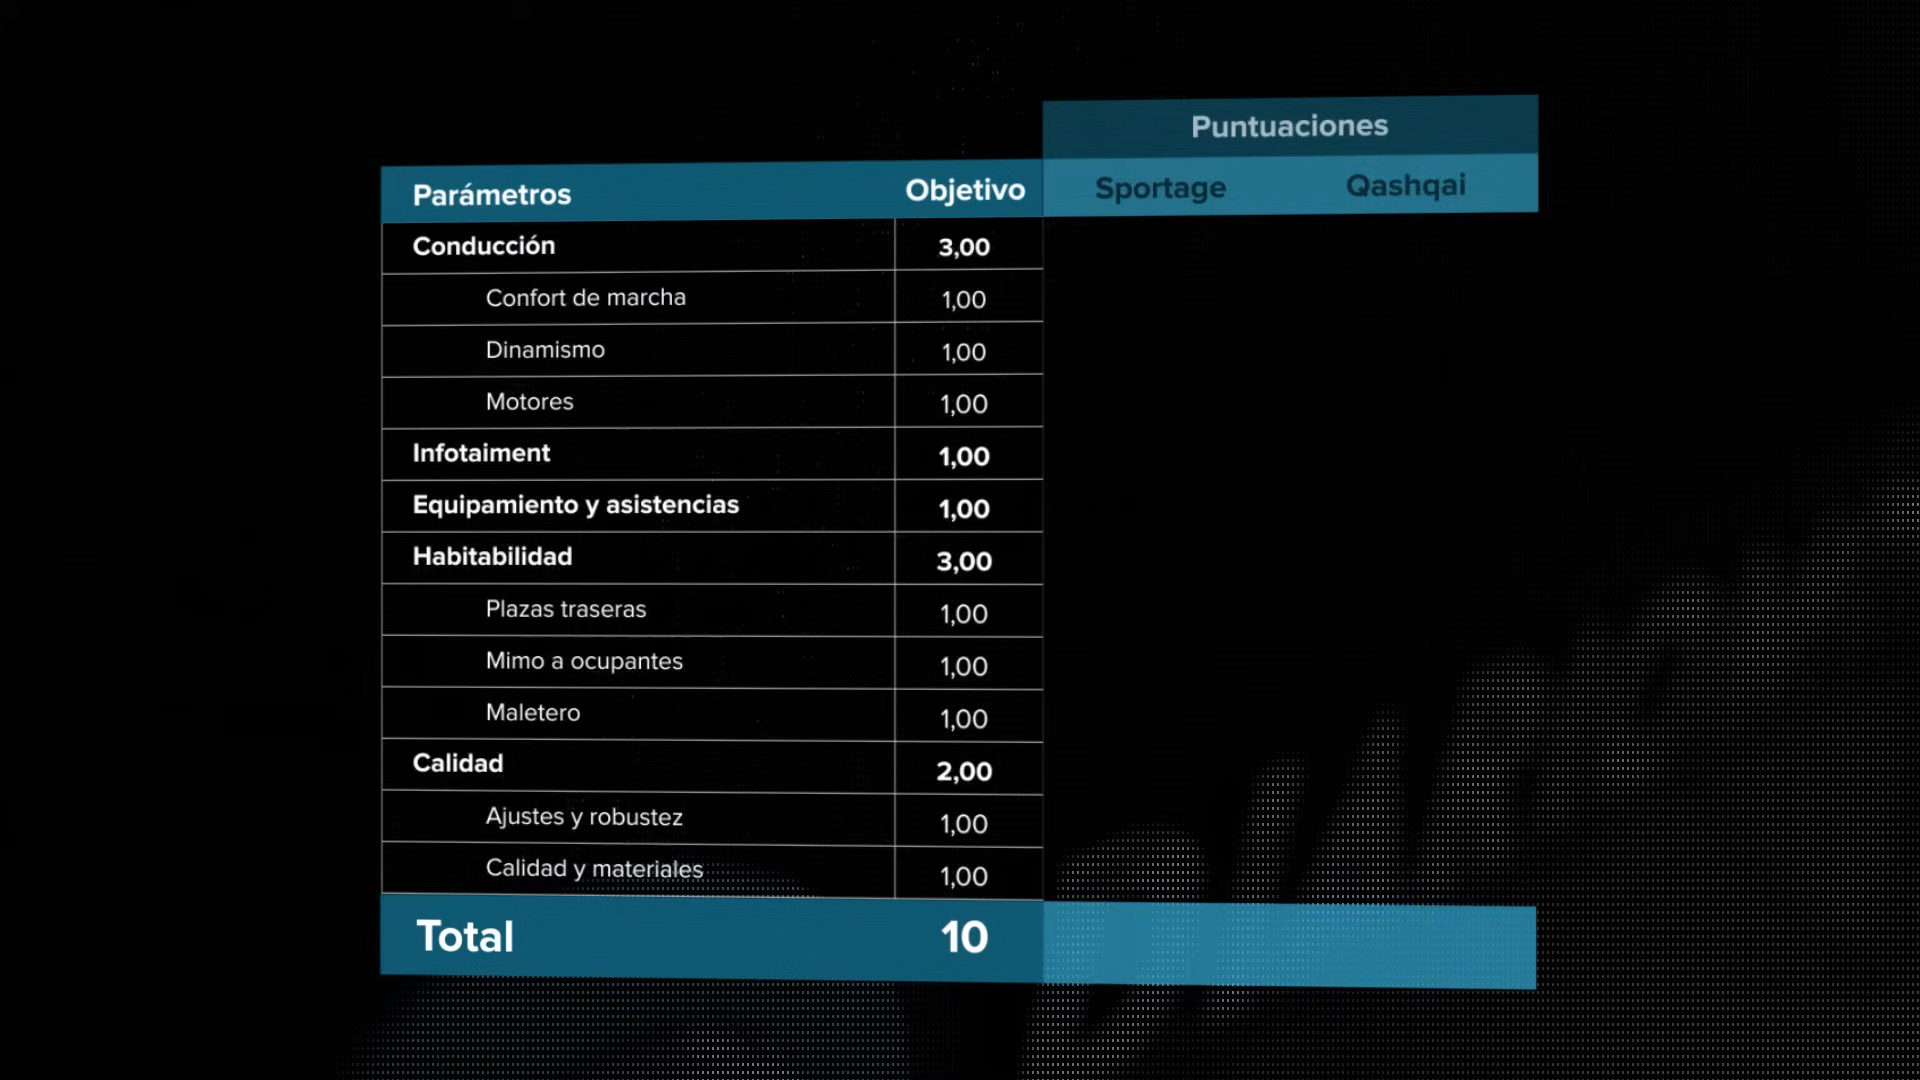 Puntuaciones
Parámetros Objetivo Sportage Qashqai
Conducción 3,00
Confort de marcha 1,00
Dinamismo 1,00
Motores 1,00
Infotaiment 1,00
Equipamiento y asistencias 1,00
Habitabilidad 3,00
Plazas traseras 1,00
Mimo a ocupantes 1,00
Maletero 1,00
Calidad 2,00
Ajustes y robustez 1,00
Calidad y materiales 1,00
Total 10